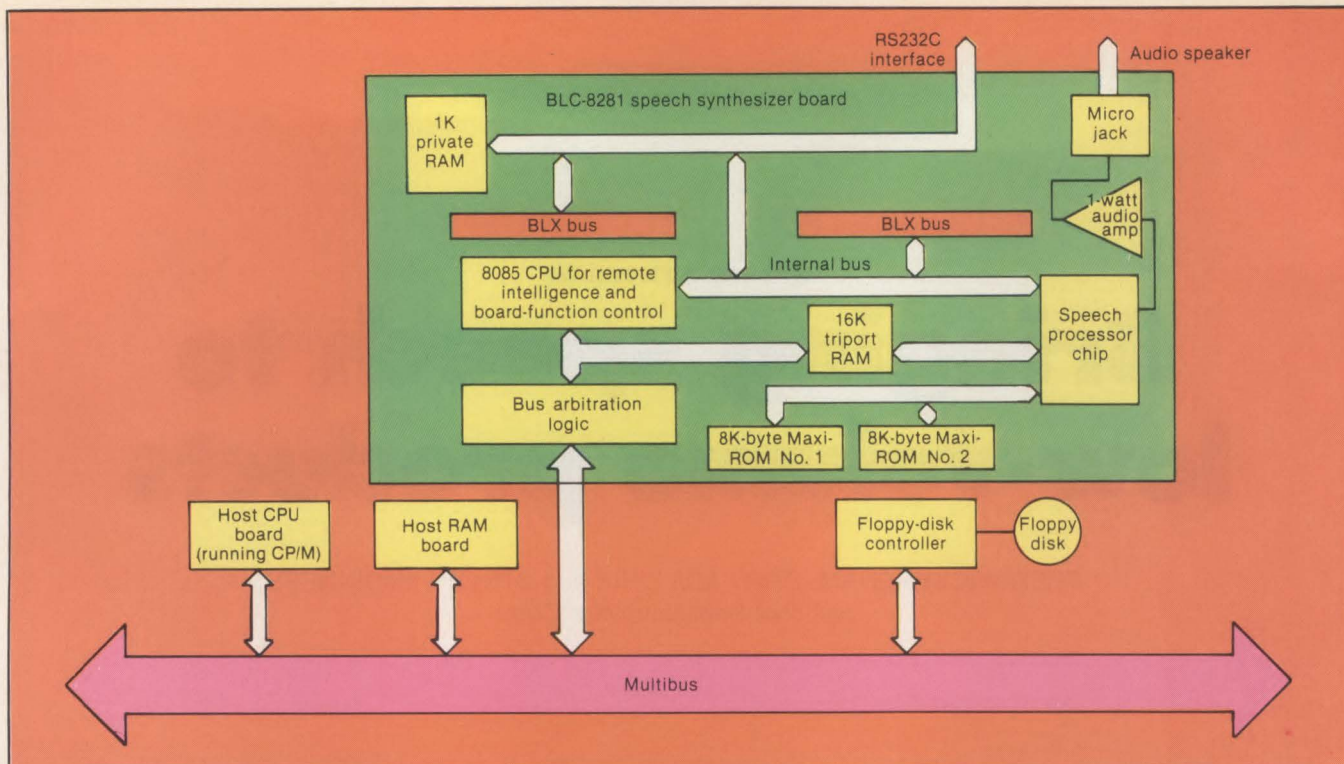 RS232C
interface
Audio speaker
BLC-8281 speech synthesizer board
1K
private
RAM
Micro
jack
1-watt
audio
amp
BLX bus
BLX bus
Internal bus
8085 CPU for remote
intelligence and
board-function control
16K
triport
RAM
Speech
processor
chip
Bus arbitration
logic
8K-byte Maxi-
ROM No. 1
8K-byte Maxi-
ROM No. 2
Host CPU
board
(running CP/M)
Host RAM
board
Floppy-disk
controller
Floppy
disk
Multibus